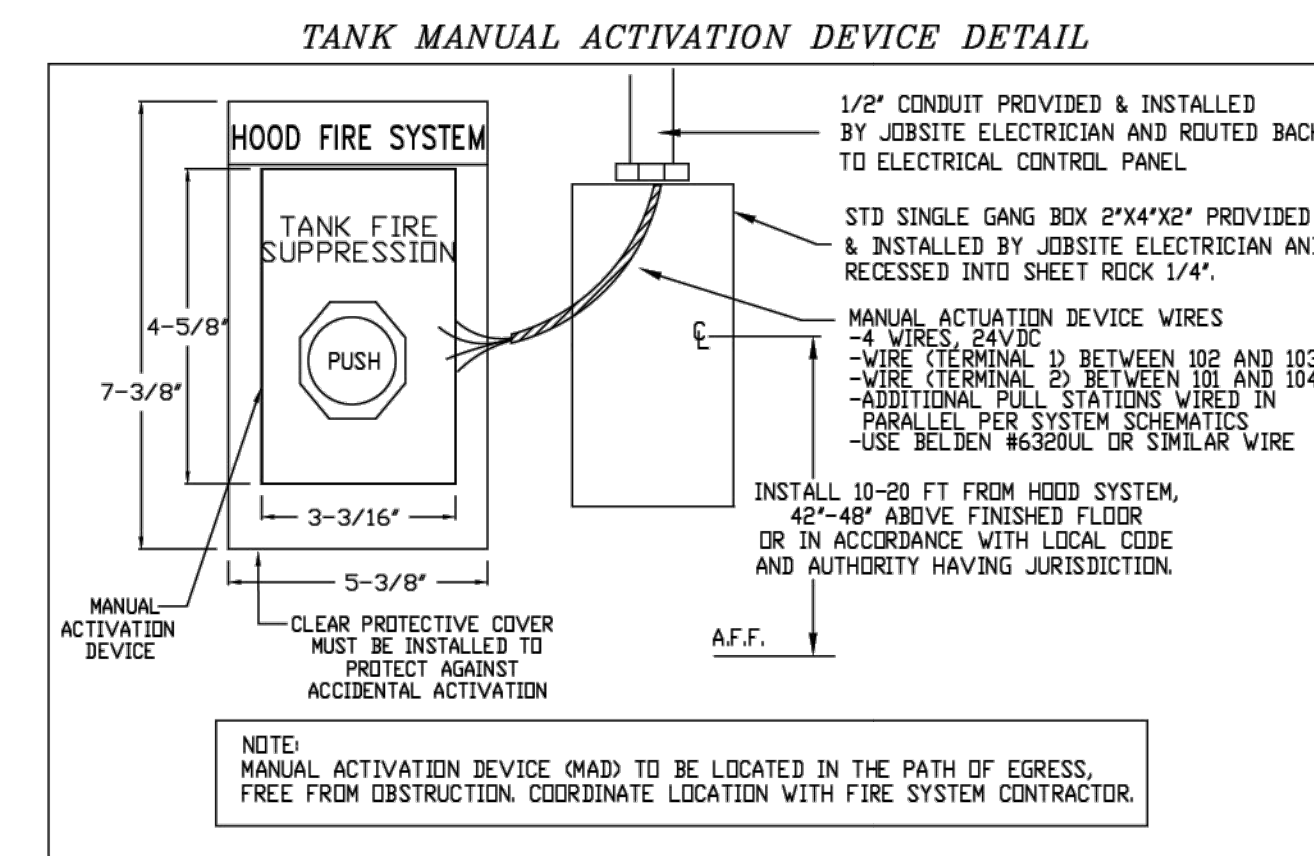 TANK MANUAL ACTIVATION DEVICE DETAIL
HOOD FIRE SYSTEM
TANK FIRE
SUPPRESSION
PUSH
4-5/8"
7-3/8"
3-3/16"
5-3/8"
MANUAL
ACTIVATION
DEVICE
CLEAR PROTECTIVE COVER
MUST BE INSTALLED TO
PROTECT AGAINST
ACCIDENTAL ACTIVATION
1/2" CONDUIT PROVIDED & INSTALLED
BY JOBSITE ELECTRICIAN AND ROUTED BACK
TO ELECTRICAL CONTROL PANEL
STD SINGLE GANG BOX 2"X4"X2" PROVIDED
& INSTALLED BY JOBSITE ELECTRICIAN AND
RECESSED INTO SHEET ROCK 1/4".
MANUAL ACTUATION DEVICE WIRES
-4 WIRES, 24VDC
-WIRE (TERMINAL 1) BETWEEN 102 AND 103
-WIRE (TERMINAL 2) BETWEEN 101 AND 104
-ADDITIONAL PULL STATIONS WIRED IN
PARALLEL PER SYSTEM SCHEMATICS
-USE BELDEN #6320UL OR SIMILAR WIRE
CL
INSTALL 10-20 FT FROM HOOD SYSTEM,
42"-48" ABOVE FINISHED FLOOR
OR IN ACCORDANCE WITH LOCAL CODE
AND AUTHORITY HAVING JURISDICTION.
A.F.F.
NOTE:
MANUAL ACTIVATION DEVICE (MAD) TO BE LOCATED IN THE PATH OF EGRESS,
FREE FROM OBSTRUCTION. COORDINATE LOCATION WITH FIRE SYSTEM CONTRACTOR.